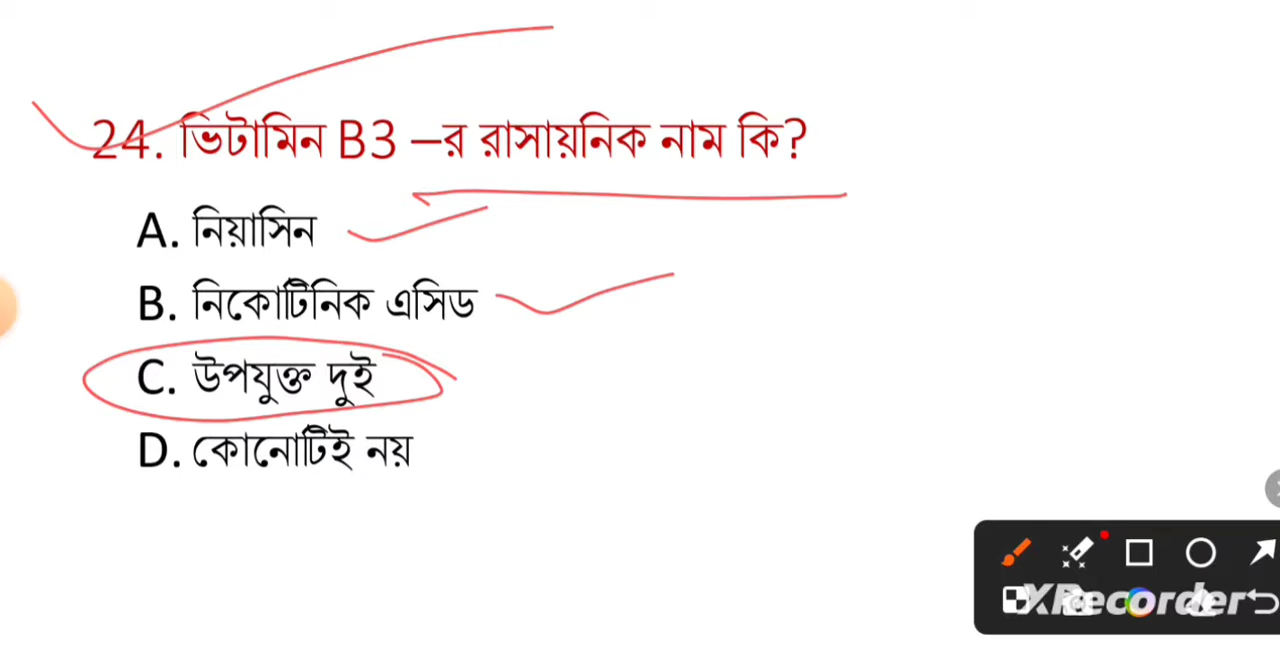 24. ভিটামিন B3 –র রাসায়নিক নাম কি?
A. নিয়াসিন
B. নিকোটিনিক এসিড
C. উপযুক্ত দুই
D. কোনোটিই নয়
XRecorder